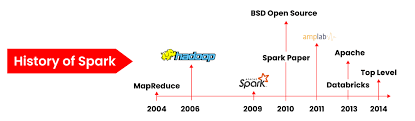 BSD Open Source
History of Spark
hadoop
amplab
Spark Paper
Apache
APACHE
Spark
MapReduce
Databricks
Top Level
2004
2006
2009
2010
2011
2013
2014